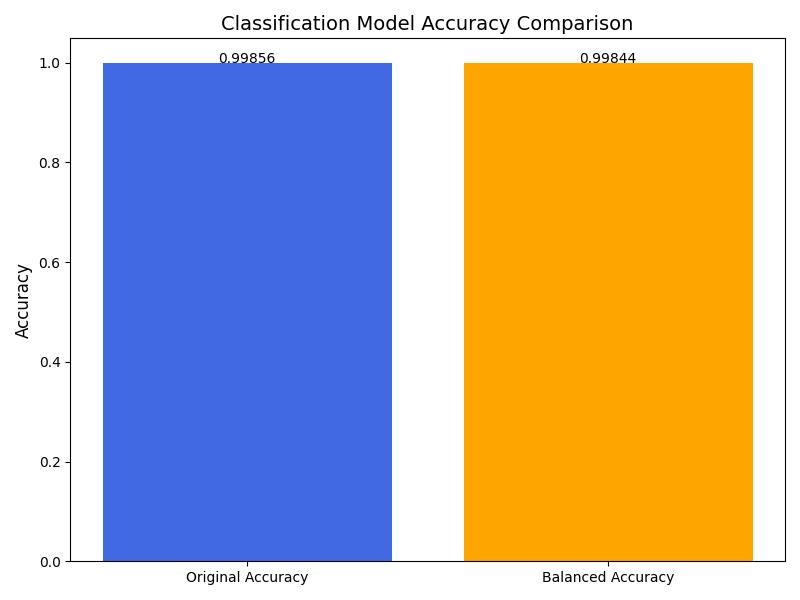 Classification Model Accuracy Comparison
0.99856
0.99844
1.0
0.8
0.6
0.4
0.2
0.0
Accuracy
Original Accuracy
Balanced Accuracy